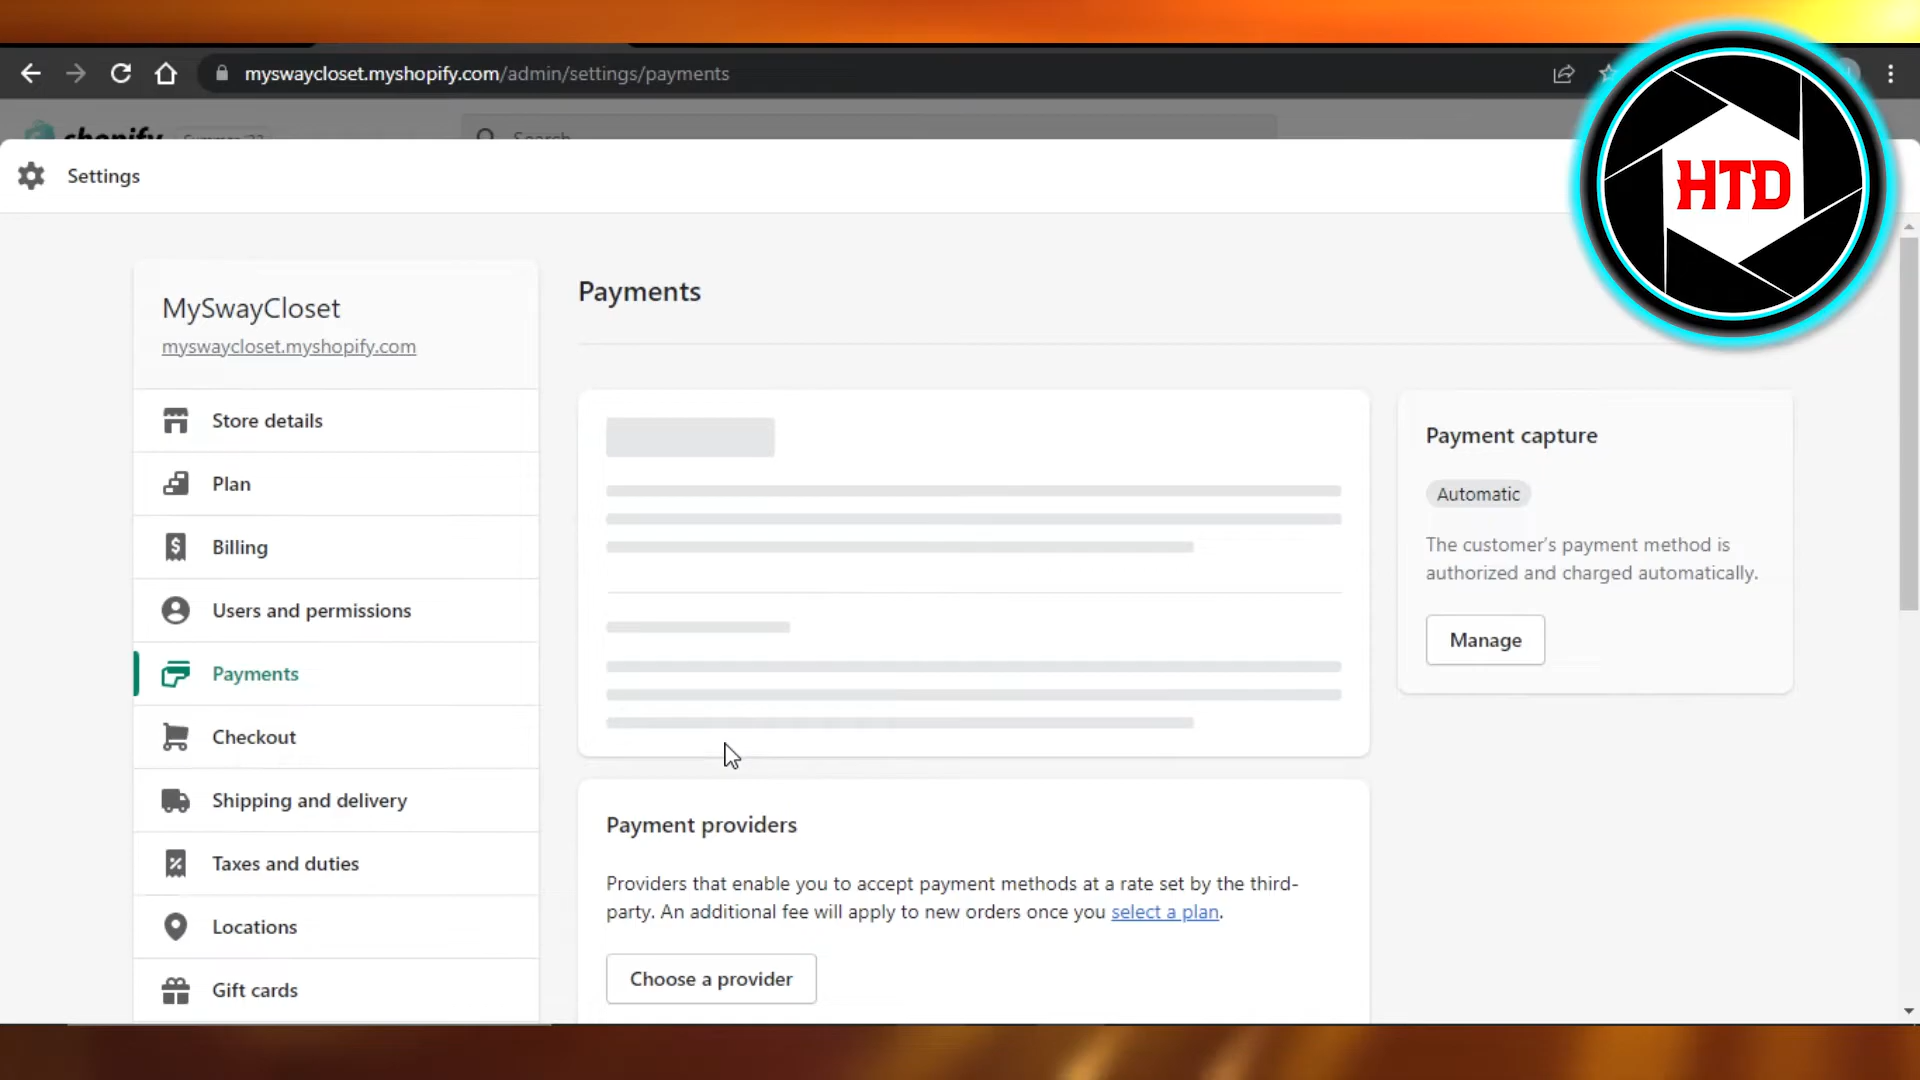 myswaycloset.myshopify.com/admin/settings/payments
shopify
Search
HTD
Settings
MySwayCloset
myswaycloset.myshopify.com
Store details
Plan
Billing
Users and permissions
Payments
Checkout
Shipping and delivery
Taxes and duties
Locations
Gift cards
Payments
Payment providers
Providers that enable you to accept payment methods at a rate set by the third-
party. An additional fee will apply to new orders once you select a plan.
Choose a provider
Payment capture
Automatic
The customer’s payment method is
authorized and charged automatically.
Manage